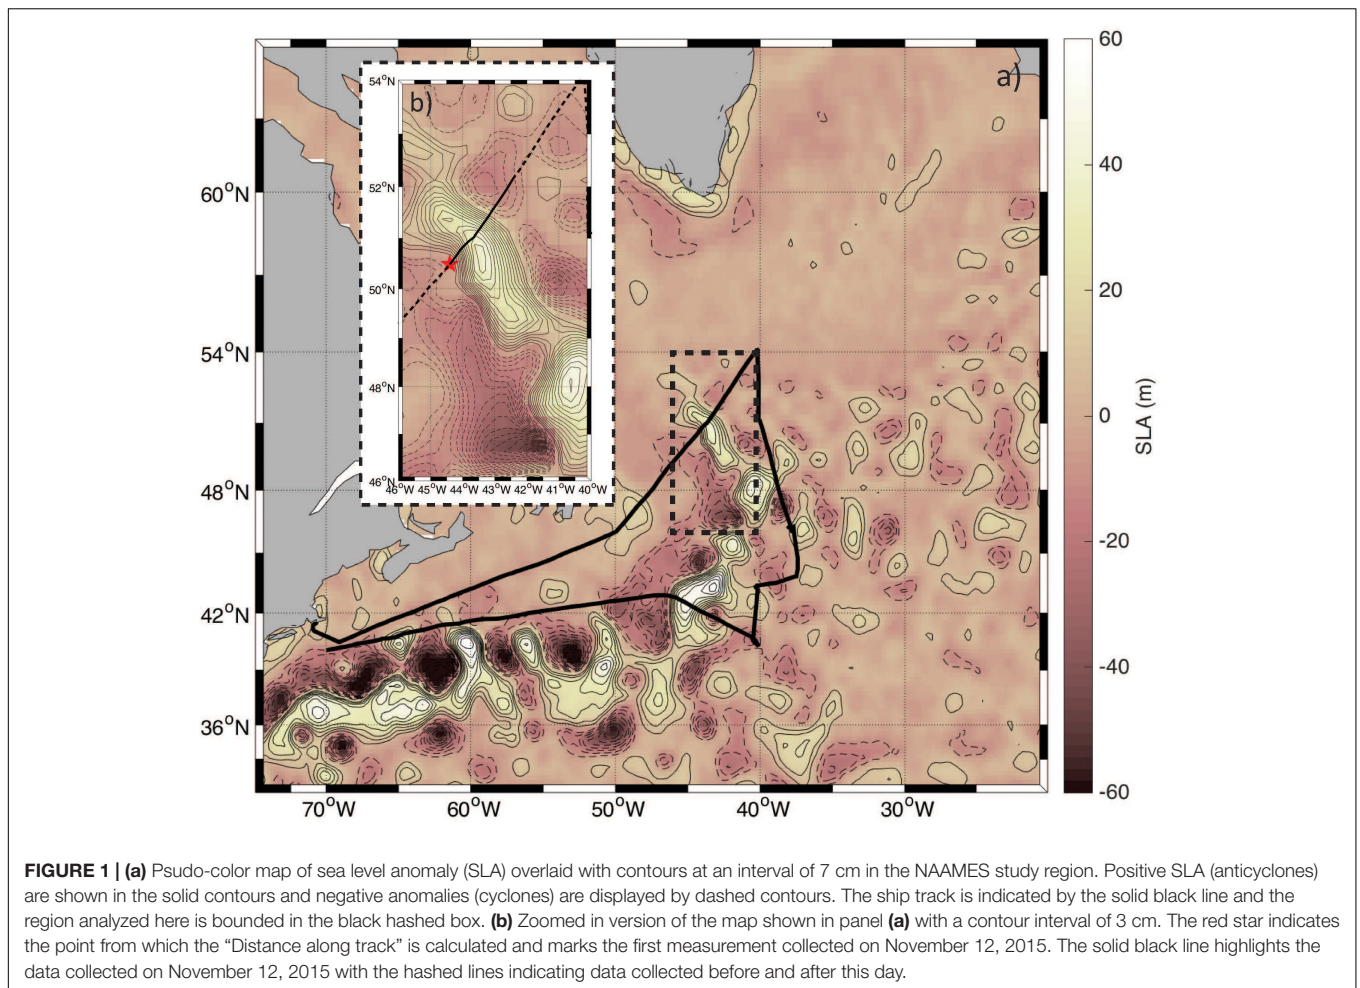 a)
b)
54°N
52°N
50°N
48°N
46°N
46°W 45°W 44°W 43°W 42°W 41°W 40°W
60°N
54°N
48°N
42°N
36°N
70°W 60°W 50°W 40°W 30°W
60
40
20
0
-20
-40
-60
SLA (m)
FIGURE 1 | (a) Psudo-color map of sea level anomaly (SLA) overlaid with contours at an interval of 7 cm in the NAAMES study region. Positive SLA (anticyclones)
are shown in the solid contours and negative anomalies (cyclones) are displayed by dashed contours. The ship track is indicated by the solid black line and the
region analyzed here is bounded in the black hashed box. (b) Zoomed in version of the map shown in panel (a) with a contour interval of 3 cm. The red star indicates
the point from which the “Distance along track” is calculated and marks the first measurement collected on November 12, 2015. The solid black line highlights the
data collected on November 12, 2015 with the hashed lines indicating data collected before and after this day.